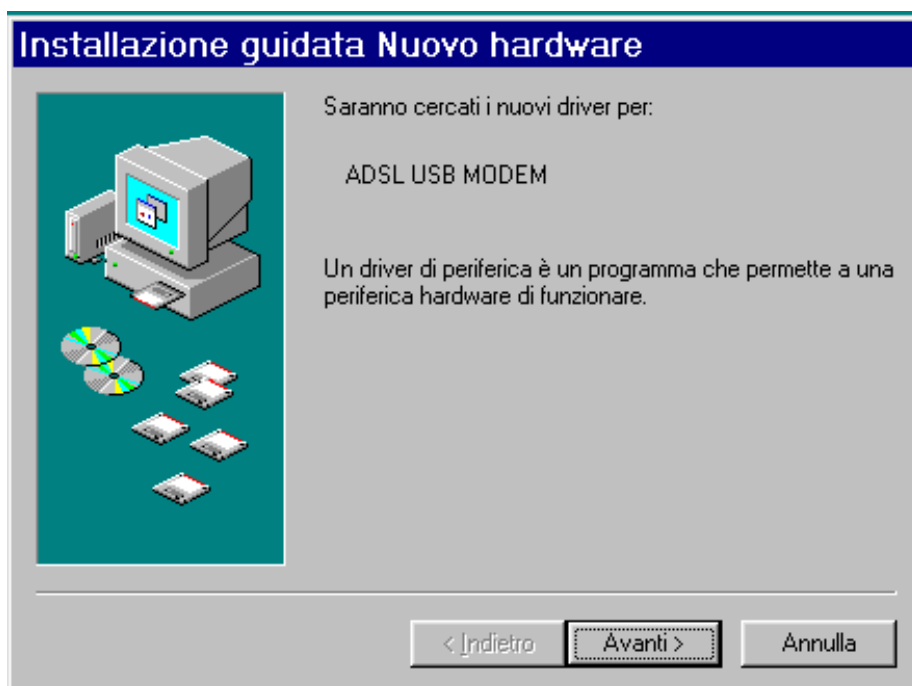 Installazione guidata Nuovo hardware
Saranno cercati i nuovi driver per:
ADSL USB MODEM
Un driver di periferica è un programma che permette a una
periferica hardware di funzionare.
< Indietro
Avanti >
Annulla